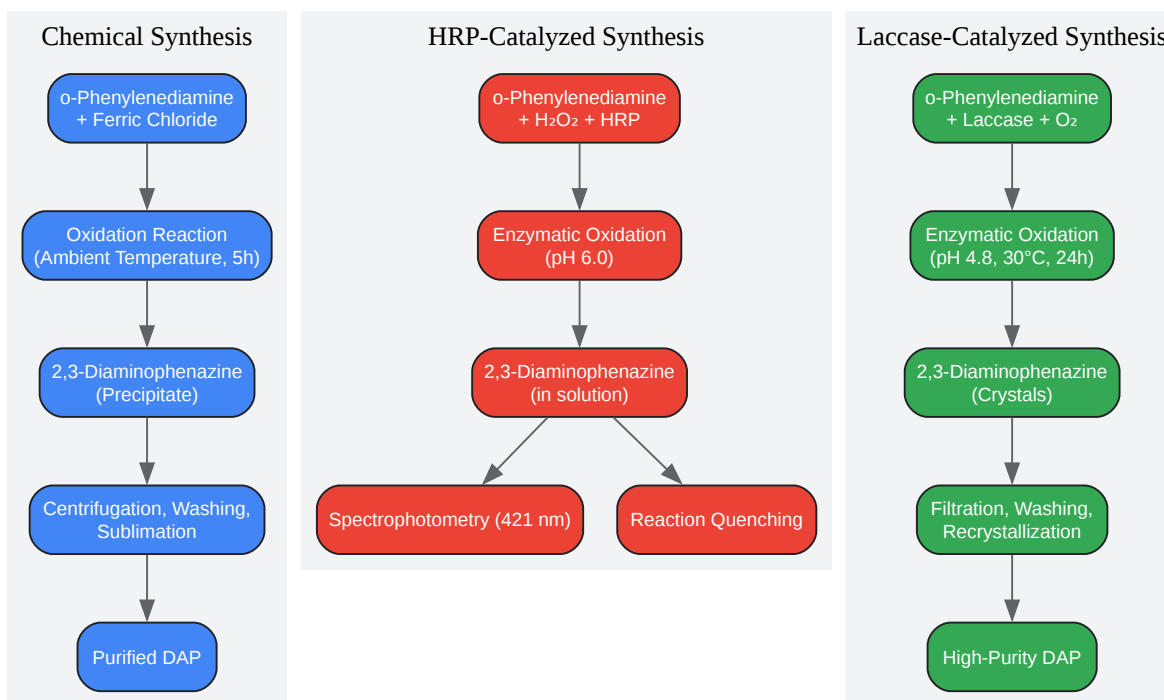 Chemical Synthesis
o-Phenylenediamine
+ Ferric Chloride
Oxidation Reaction
(Ambient Temperature, 5h)
2,3-Diaminophenazine
(Precipitate)
Centrifugation, Washing,
Sublimation
Purified DAP
HRP-Catalyzed Synthesis
o-Phenylenediamine
+ H₂O₂ + HRP
Enzymatic Oxidation
(pH 6.0)
2,3-Diaminophenazine
(in solution)
Spectrophotometry (421 nm)
Reaction Quenching
Laccase-Catalyzed Synthesis
o-Phenylenediamine
+ Laccase + O₂
Enzymatic Oxidation
(pH 4.8, 30°C, 24h)
2,3-Diaminophenazine
(Crystals)
Filtration, Washing,
Recrystallization
High-Purity DAP